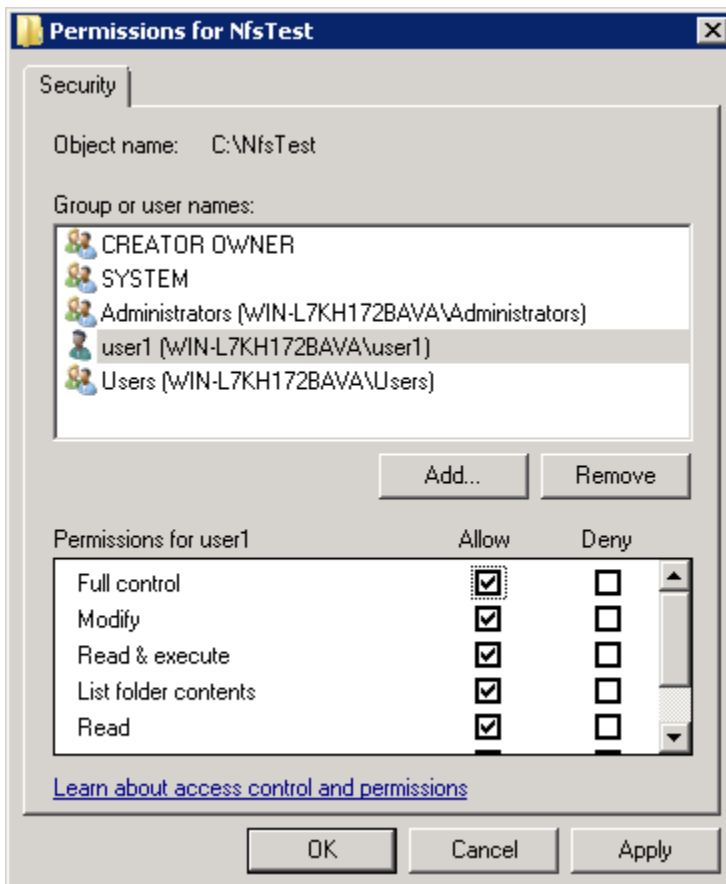 Permissions for NfsTest
Security
Object name: C:\NfsTest
Group or user names:
CREATOR OWNER
SYSTEM
Administrators (WIN-L7KH172BAVA\Administrators)
user1 (WIN-L7KH172BAVA\user1)
Users (WIN-L7KH172BAVA\Users)
Add... Remove
Permissions for user1 Allow Deny
Full control
Modify
Read & execute
List folder contents
Read
Learn about access control and permissions
OK Cancel Apply